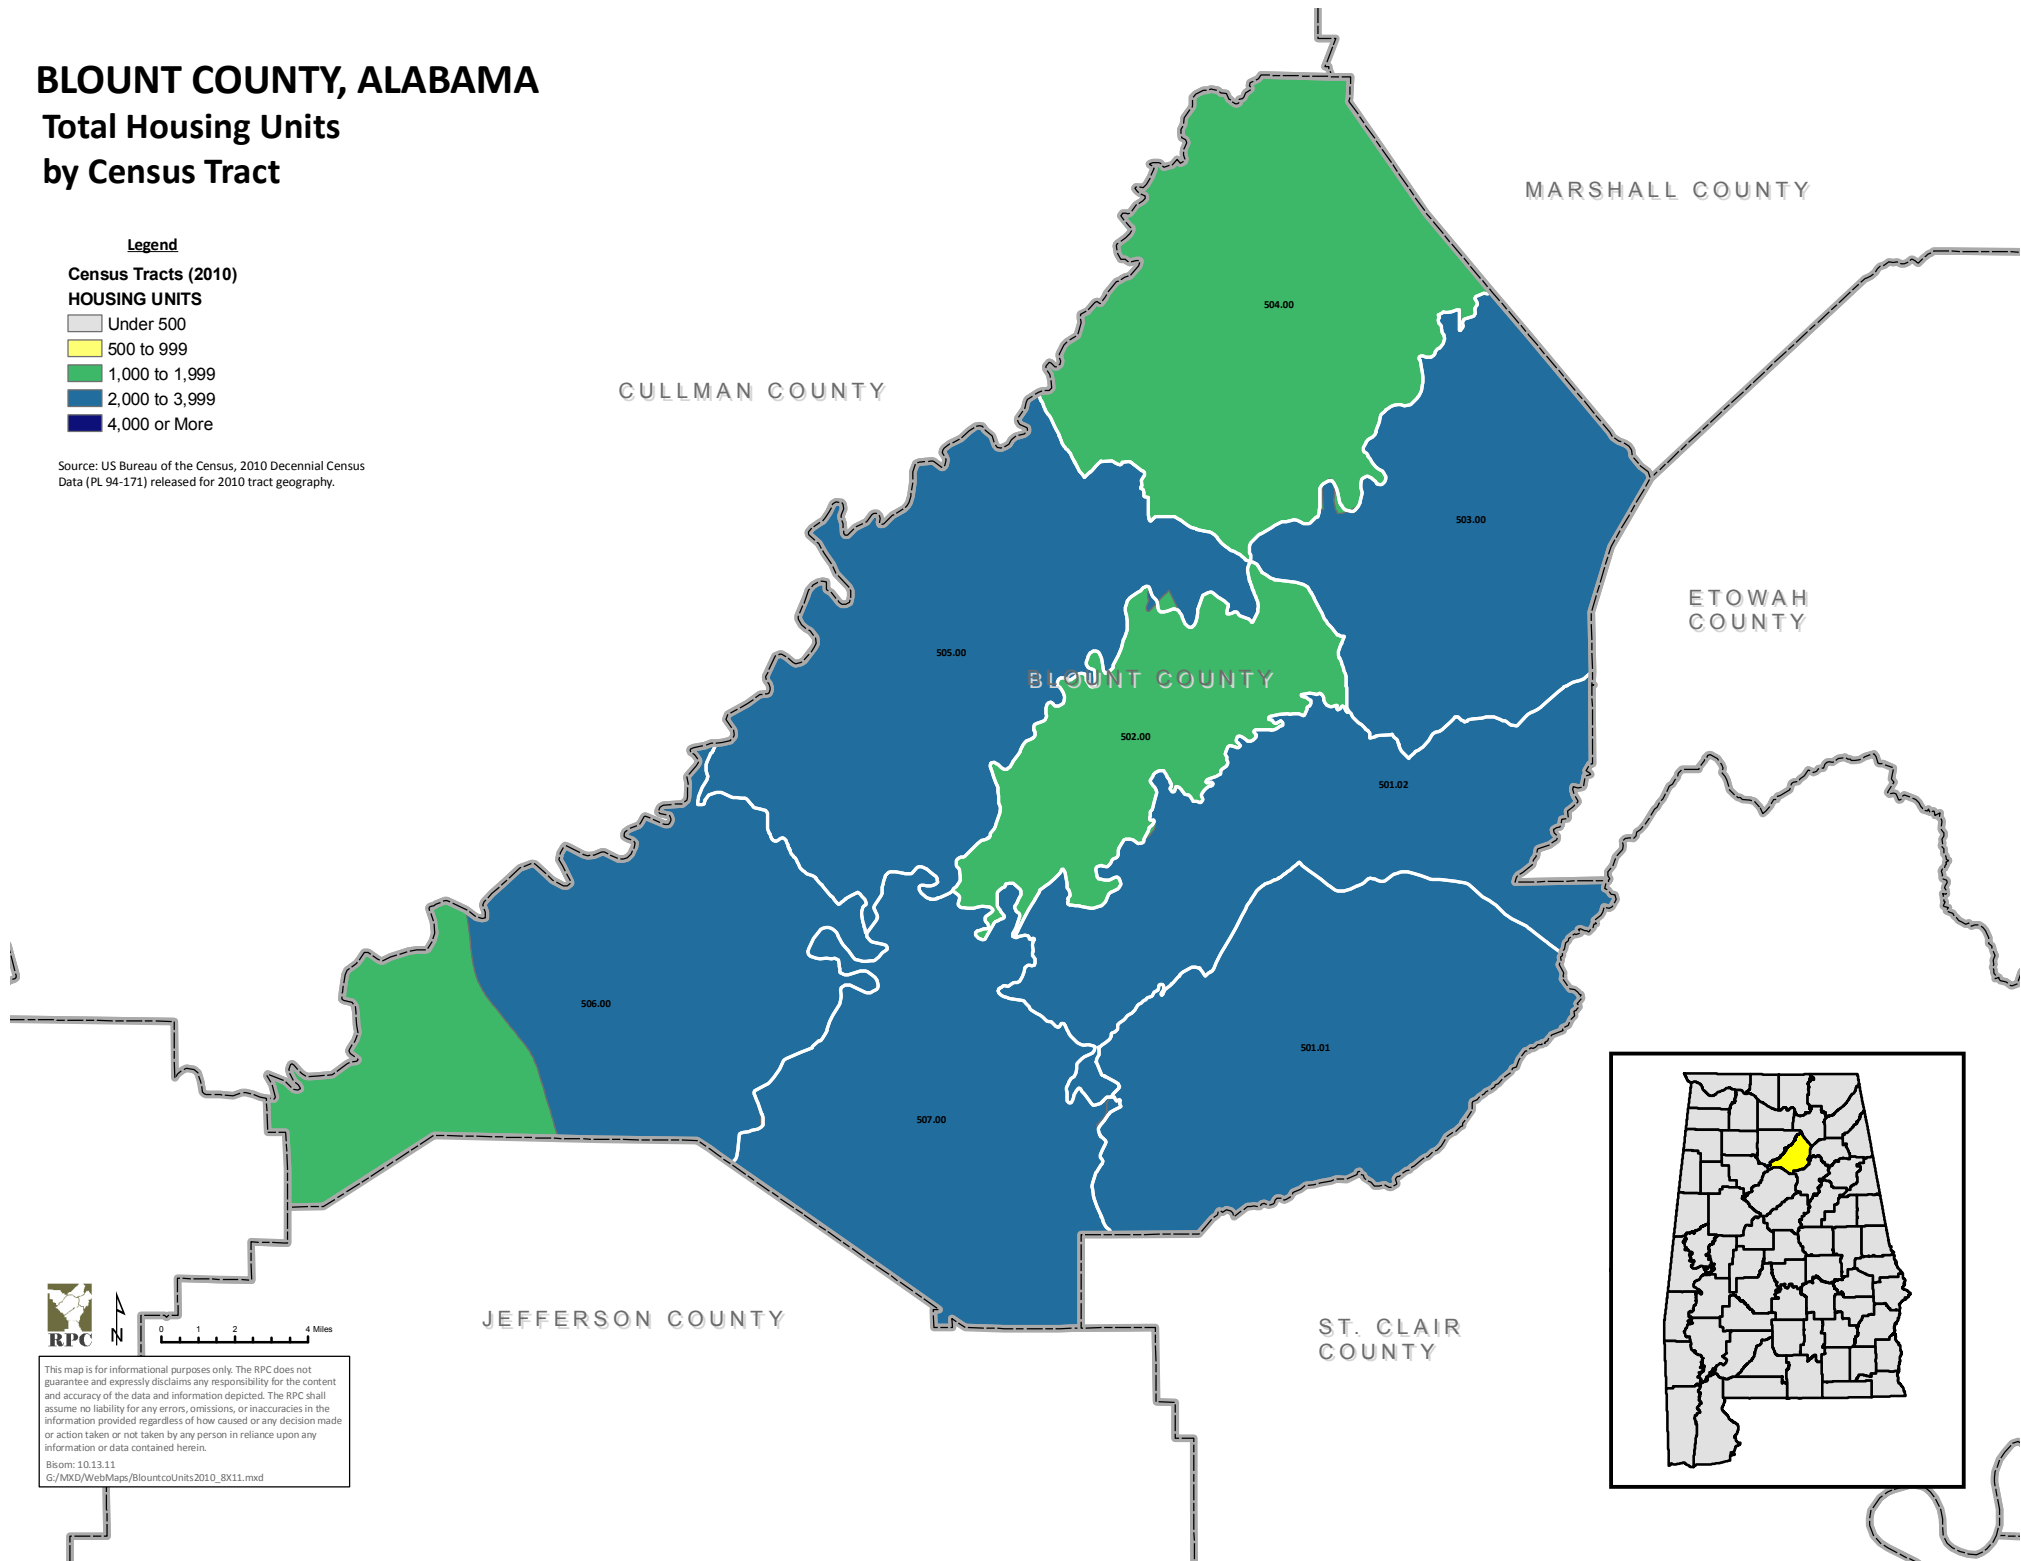 BLOUNT COUNTY, ALABAMA
Total Housing Units
by Census Tract
Legend
Census Tracts (2010)
HOUSING UNITS
Under 500
500 to 999
1,000 to 1,999
2,000 to 3,999
4,000 or More
Source: US Bureau of the Census, 2010 Decennial Census
Data (PL 94-171) released for 2010 tract geography.
MARSHALL COUNTY
CULLMAN COUNTY
504.00
503.00
ETOWAH
COUNTY
505.00
BLOUNT COUNTY
502.00
501.02
506.00
501.01
507.00
JEFFERSON COUNTY
ST. CLAIR
COUNTY
RPC
N
0 1 2 4 Miles
This map is for informational purposes only. The RPC does not
guarantee and expressly disclaims any responsibility for the content
and accuracy of the data and information depicted. The RPC shall
assume no liability for any errors, omissions, or inaccuracies in the
information provided regardless of how caused or any decision made
or action taken or not taken by any person in reliance upon any
information or data contained herein.
Bisom: 10.13.11
G:/MXD/WebMaps/BlountcoUnits2010_8X11.mxd